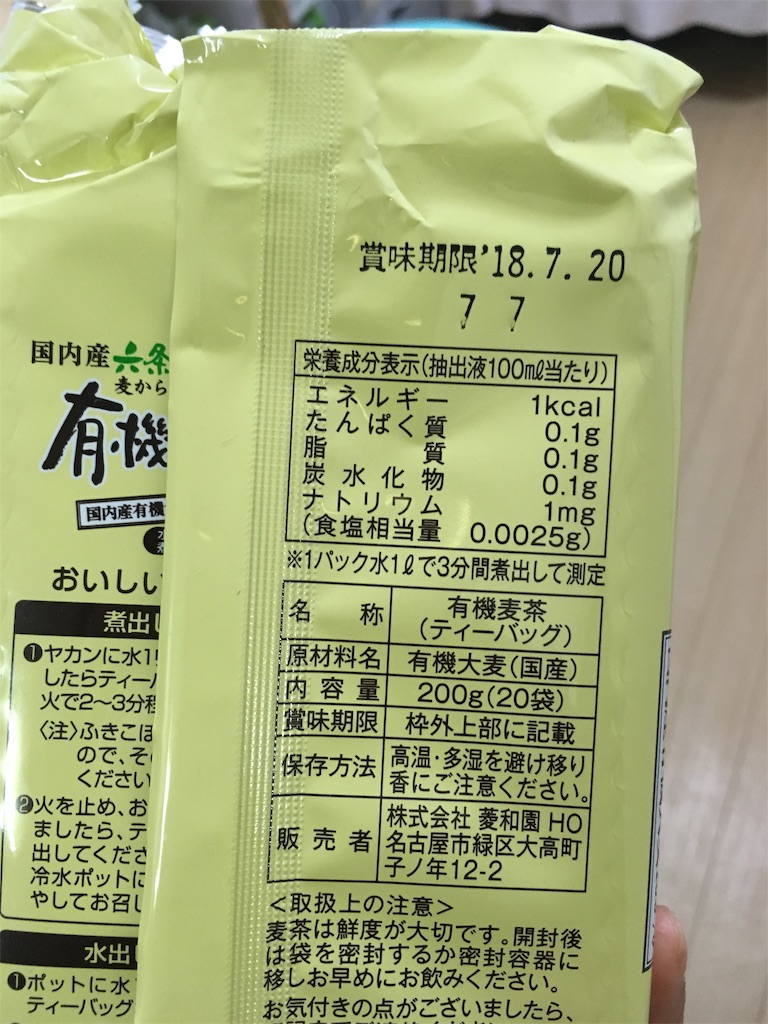 賞味期限'18.7.20
7 7
栄養成分表示(抽出液100㎖当たり)
エネルギー 1kcal
たんぱく質 0.1g
脂質 0.1g
炭水化物 0.1g
ナトリウム 1mg
(食塩相当量 0.0025g)
※1パック水1ℓで3分間煮出して測定
名称 有機麦茶
(ティーバッグ)
原材料名 有機大麦(国産)
内容量 200g(20袋)
賞味期限 枠外上部に記載
保存方法 高温・多湿を避け移り
香にご注意ください。
販売者 株式会社 菱和園 HO
名古屋市緑区大高町
子ノ年12-2
<取扱上の注意>
麦茶は鮮度が大切です。開封後
は袋を密封するか密封容器に
移しお早めにお飲みください。
お気付きの点がございましたら、
国内産六条
麦から
有機
国内産有機
おいしい
煮出し
❶ヤカンに水1
したらティー
火で2〜3分程
〈注〉ふきこぼ
ので、そ
ください
❷火を止め、お
ましたら、テ
出してくださ
冷水ポットに
やしてお召し
水出
❶ポットに水
ティーバッグ